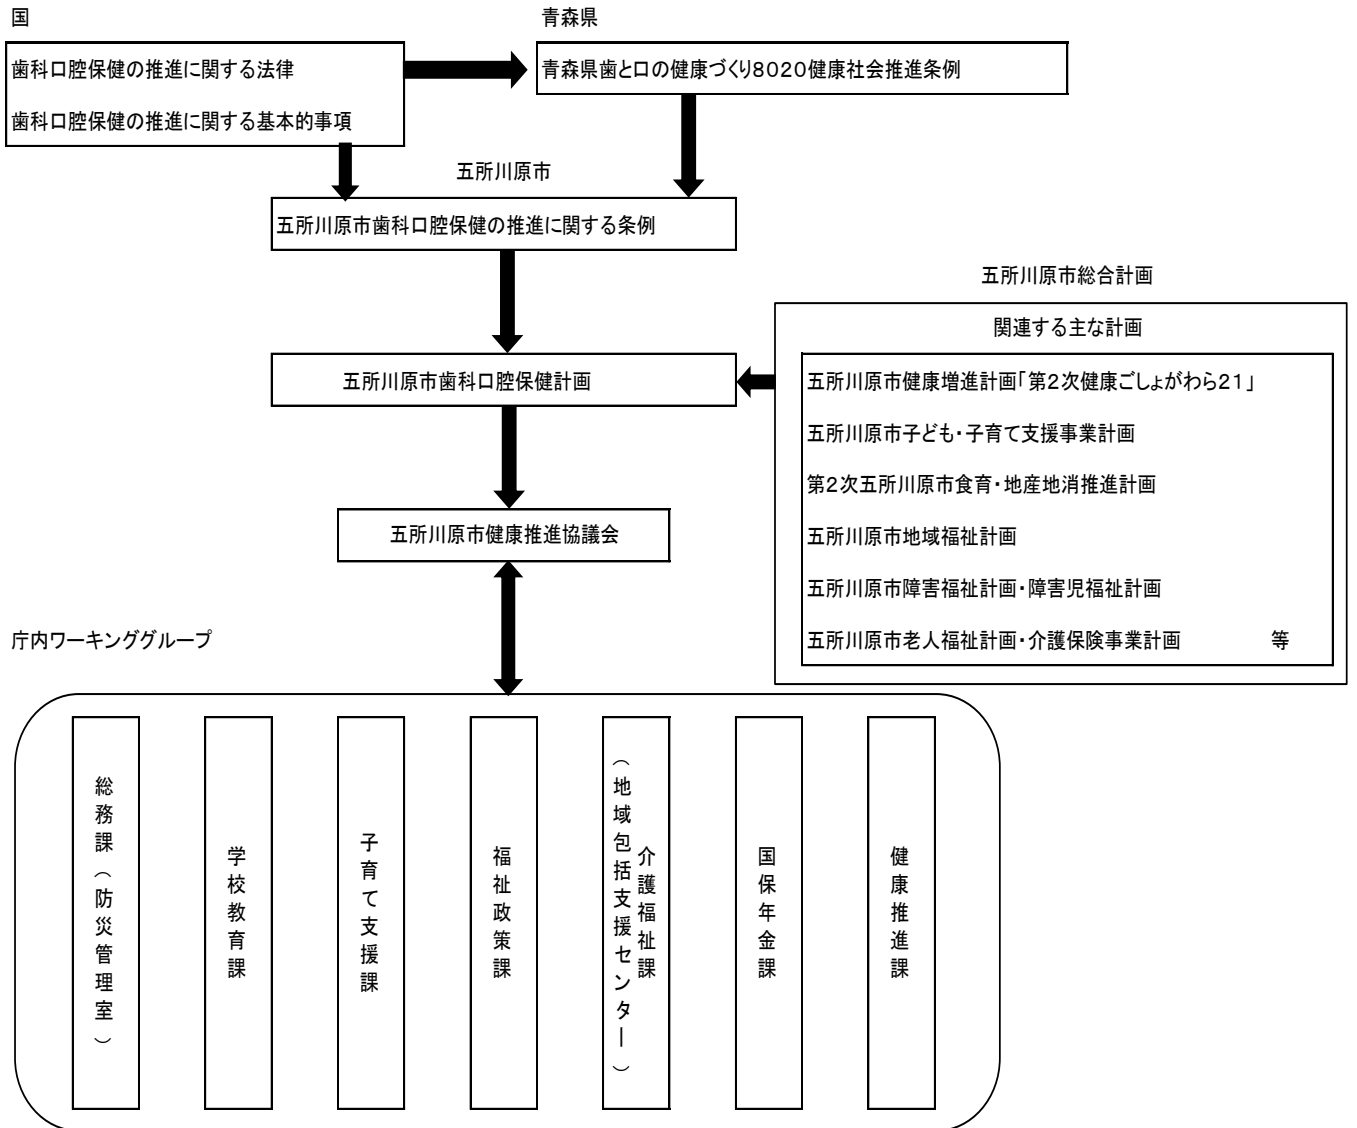 国
青森県
歯科口腔保健の推進に関する法律
歯科口腔保健の推進に関する基本的事項
青森県歯と口の健康づくり8020健康社会推進条例
五所川原市
五所川原市歯科口腔保健の推進に関する条例
五所川原市総合計画
関連する主な計画
五所川原市歯科口腔保健計画
五所川原市健康増進計画「第2次健康ごしょがわら21」
五所川原市子ども・子育て支援事業計画
第2次五所川原市食育・地産地消推進計画
五所川原市地域福祉計画
五所川原市障害福祉計画・障害児福祉計画
五所川原市老人福祉計画・介護保険事業計画　　　　等
五所川原市健康推進協議会
庁内ワーキンググループ
総務課（防災管理室）
学校教育課
子育て支援課
福祉政策課
介護福祉課
（地域包括支援センター）
国保年金課
健康推進課